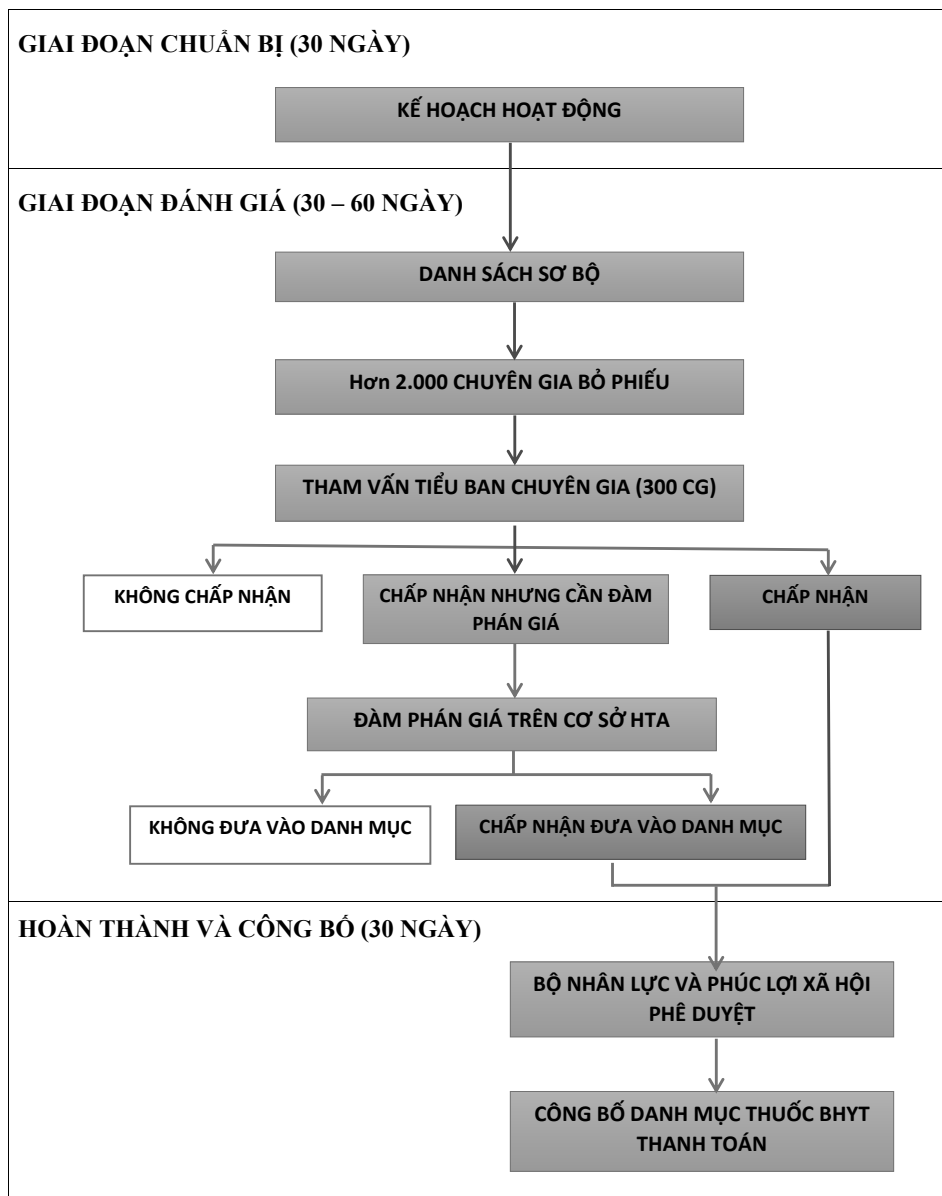 GIAI ĐOẠN CHUẨN BỊ (30 NGÀY)
KẾ HOẠCH HOẠT ĐỘNG
GIAI ĐOẠN ĐÁNH GIÁ (30 – 60 NGÀY)
DANH SÁCH SƠ BỘ
Hơn 2.000 CHUYÊN GIA BỎ PHIẾU
THAM VẤN TIỂU BAN CHUYÊN GIA (300 CG)
KHÔNG CHẤP NHẬN
CHẤP NHẬN NHƯNG CẦN ĐÀM
PHÁN GIÁ
CHẤP NHẬN
ĐÀM PHÁN GIÁ TRÊN CƠ SỞ HTA
KHÔNG ĐƯA VÀO DANH MỤC
CHẤP NHẬN ĐƯA VÀO DANH MỤC
HOÀN THÀNH VÀ CÔNG BỐ (30 NGÀY)
BỘ NHÂN LỰC VÀ PHÚC LỢI XÃ HỘI
PHÊ DUYỆT
CÔNG BỐ DANH MỤC THUỐC BHYT
THANH TOÁN